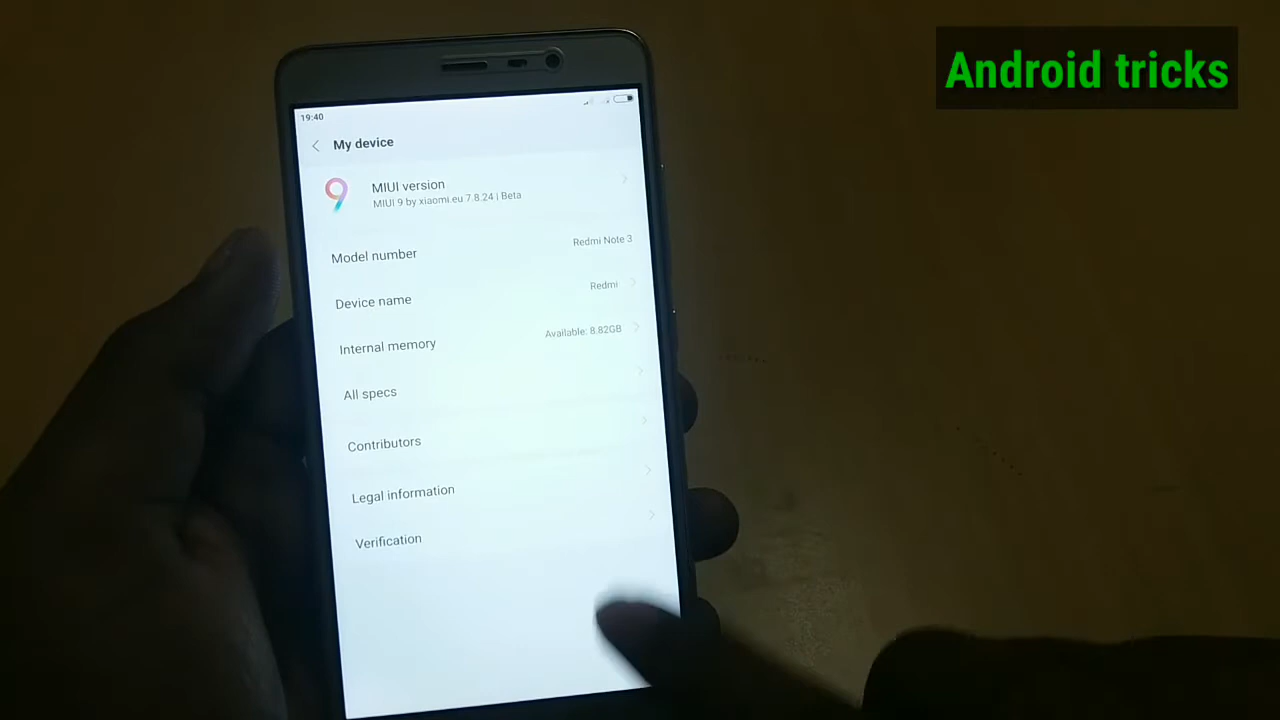 Android tricks
19:40
My device
9
MIUI version
MIUI 9 by xiaomi.eu 7.8.24 | Beta
Model number
Redmi Note 3
Device name
Redmi
Internal memory
Available: 8.82GB
All specs
Contributors
Legal information
Verification